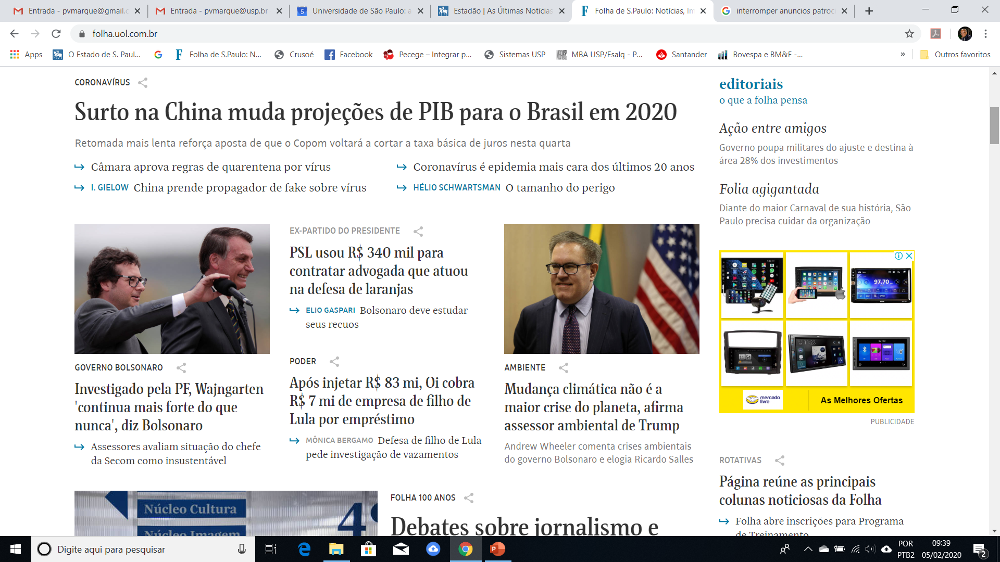 Entrada - pvmarque@gmail.c
Entrada - pvmarque@usp.br
Universidade de São Paulo: a
Estadão | As Últimas Notícias
Folha de S.Paulo: Notícias, Im
interromper anuncios patroc
folha.uol.com.br
Apps
O Estado de S. Paul...
Folha de S.Paulo: N...
Crusoé
Facebook
Pecege – Integrar p...
Sistemas USP
MBA USP/Esalq - P...
Santander
Bovespa e BM&F -...
»
Outros favoritos
CORONAVÍRUS
Surto na China muda projeções de PIB para o Brasil em 2020
Retomada mais lenta reforça aposta de que o Copom voltará a cortar a taxa básica de juros nesta quarta
Câmara aprova regras de quarentena por vírus
Coronavírus é epidemia mais cara dos últimos 20 anos
I. GIELOW China prende propagador de fake sobre vírus
HÉLIO SCHWARTSMAN O tamanho do perigo
GOVERNO BOLSONARO
Investigado pela PF, Wajngarten
'continua mais forte do que
nunca', diz Bolsonaro
Assessores avaliam situação do chefe
da Secom como insustentável
EX-PARTIDO DO PRESIDENTE
PSL usou R$ 340 mil para
contratar advogada que atuou
na defesa de laranjas
ELIO GASPARI Bolsonaro deve estudar
seus recuos
PODER
Após injetar R$ 83 mi, Oi cobra
R$ 7 mi de empresa de filho de
Lula por empréstimo
MÔNICA BERGAMO Defesa de filho de Lula
pede investigação de vazamentos
AMBIENTE
Mudança climática não é a
maior crise do planeta, afirma
assessor ambiental de Trump
Andrew Wheeler comenta crises ambientais
do governo Bolsonaro e elogia Ricardo Salles
Núcleo Cultura
Núcleo Imagem
4º
FOLHA 100 ANOS
Debates sobre jornalismo e
editoriais
o que a folha pensa
Ação entre amigos
Governo poupa militares do ajuste e destina à
área 28% dos investimentos
Folia agigantada
Diante do maior Carnaval de sua história, São
Paulo precisa cuidar da organização
97.70
11:23
11 54
mercado
livre
As Melhores Ofertas
PUBLICIDADE
ROTATIVAS
Página reúne as principais
colunas noticiosas da Folha
Folha abre inscrições para Programa
de Treinamento
Digite aqui para pesquisar
POR
PTB2
09:39
05/02/2020
2